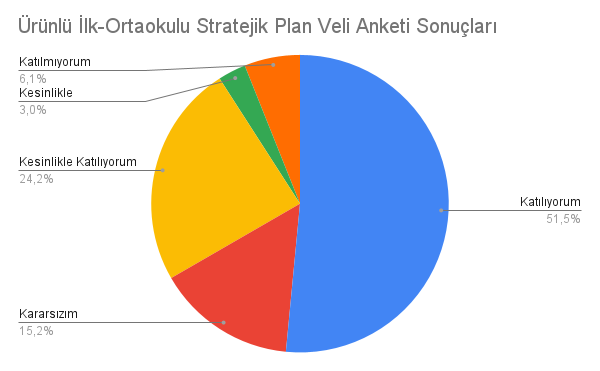 Ürünlü İlk-Ortaokulu Stratejik Plan Veli Anketi Sonuçları
Katılmıyorum
6,1%
Kesinlikle
3,0%
Kesinlikle Katılıyorum
24,2%
Katılıyorum
51,5%
Kararsızım
15,2%